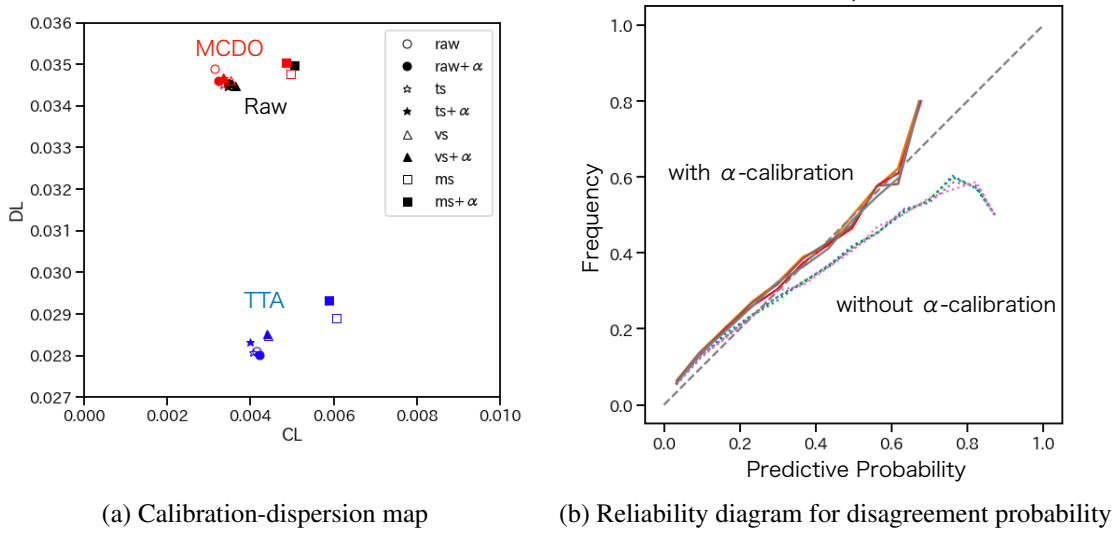 0.036
0.035
0.034
0.033
0.032
0.031
0.030
0.029
0.028
0.027
DL
0.000 0.002 0.004 0.006 0.008 0.010
CL
MCDO
Raw
TTA
raw
raw+ α
ts
ts+ α
vs
vs+ α
ms
ms+ α
(a) Calibration-dispersion map
1.0
0.8
0.6
0.4
0.2
0.0
Frequency
with α-calibration
without α-calibration
0.0 0.2 0.4 0.6 0.8 1.0
Predictive Probability
(b) Reliability diagram for disagreement probability